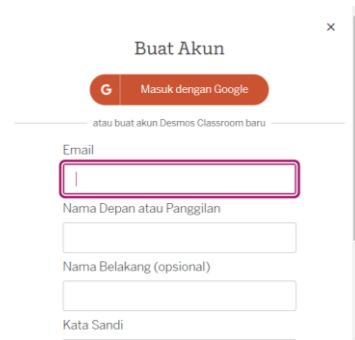 ×
Buat Akun
G Masuk dengan Google
atau buat akun Desmos Classroom baru
Email
Nama Depan atau Panggilan
Nama Belakang (opsional)
Kata Sandi